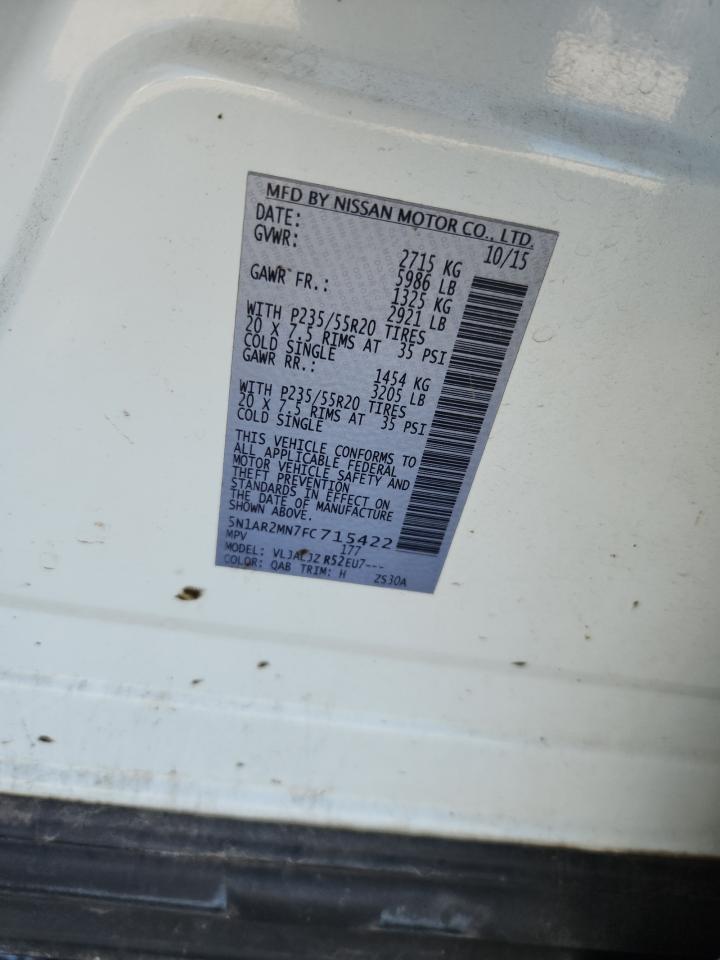 MFD BY NISSAN MOTOR CO., LTD.
DATE: 10/15
GVWR: 2715 KG
5986 LB
GAWR FR.: 1325 KG
2921 LB
WITH P235/55R20 TIRES
20 X 7.5 RIMS AT 35 PSI
COLD SINGLE
GAWR RR.: 1454 KG
3205 LB
WITH P235/55R20 TIRES
20 X 7.5 RIMS AT 35 PSI
COLD SINGLE
THIS VEHICLE CONFORMS TO
ALL APPLICABLE FEDERAL
MOTOR VEHICLE SAFETY AND
THEFT PREVENTION
STANDARDS IN EFFECT ON
THE DATE OF MANUFACTURE
SHOWN ABOVE.
5N1AR2MN7FC715422
MPV 177
MODEL: R52EU7---
COLOR: QAB TRIM: H ZS30A